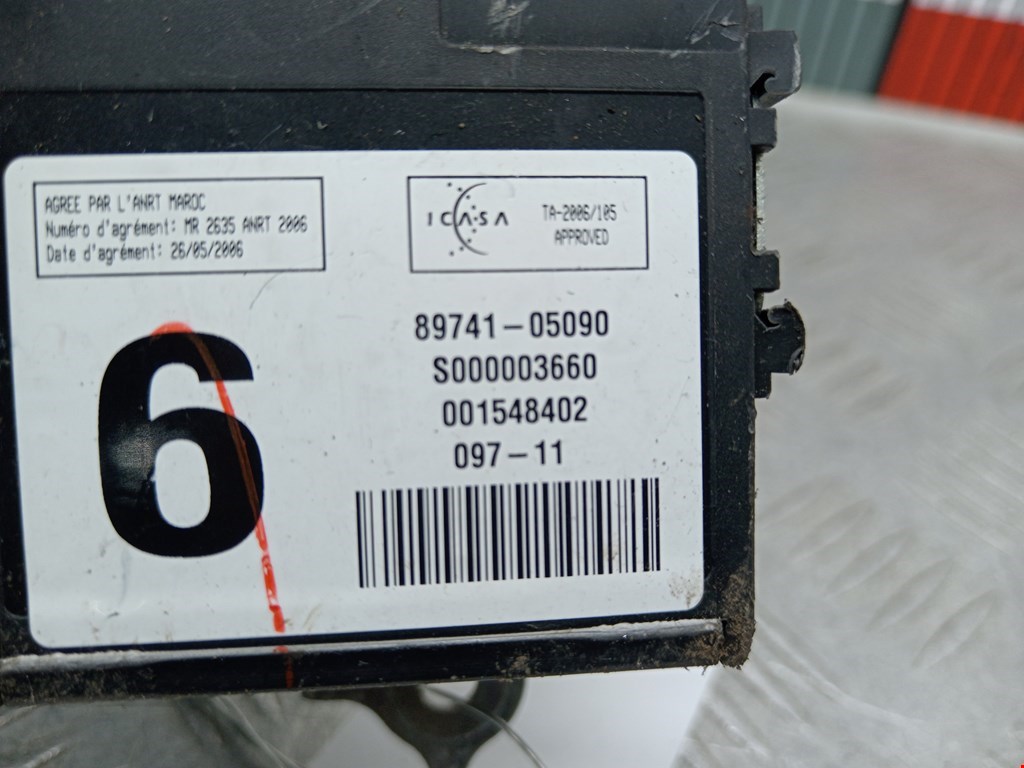 AGREE PAR L'ANRT MAROC
Numéro d'agrément: MR 2635 ANRT 2006
Date d'agrément: 26/05/2006
ICASA
TA-2006/105
APPROVED
6
89741-05090
S000003660
001548402
097-11